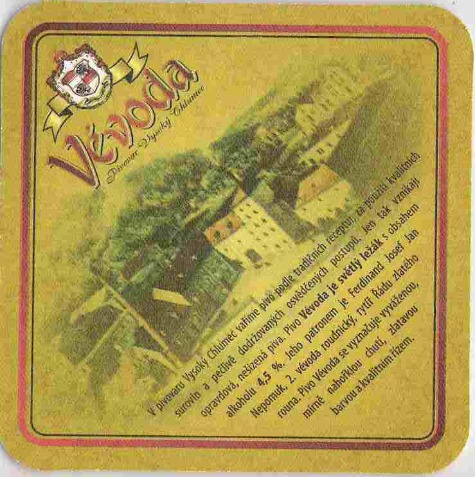 Vévoda
Pivovar Vysoký Chlumec
V pivovaru Vysoký Chlumec vaříme pivo podle tradičních receptur, za použití kvalitních
surovin a pečlivě dodržovaných osvědčených postupů. Jen tak vznikají
opravdová, nešizená piva. Pivo Vévoda je světlý ležák s obsahem
alkoholu 4,5 %. Jeho patronem je Ferdinand Josef Jan
Nepomuk, 2. vévoda roudnický, rytíř Řádu zlatého
rouna. Pivo Vévoda se vyznačuje vyváženou,
mírně nahořklou chutí, zlatavou
barvou a kvalitním řízem.